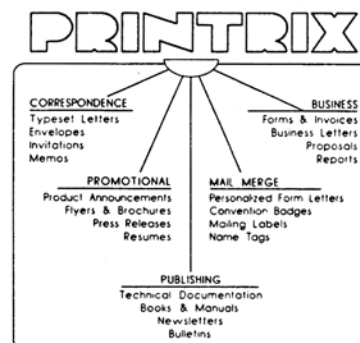 PRINTRIX
CORRESPONDENCE
Typeset Letters
Envelopes
Invitations
Memos
BUSINESS
Forms & Invoices
Business Letters
Proposals
Reports
PROMOTIONAL
Product Announcements
Flyers & Brochures
Press Releases
Resumes
MAIL MERGE
Personalized Form Letters
Convention Badges
Mailing Labels
Name Tags
PUBLISHING
Technical Documentation
Books & Manuals
Newsletters
Bulletins